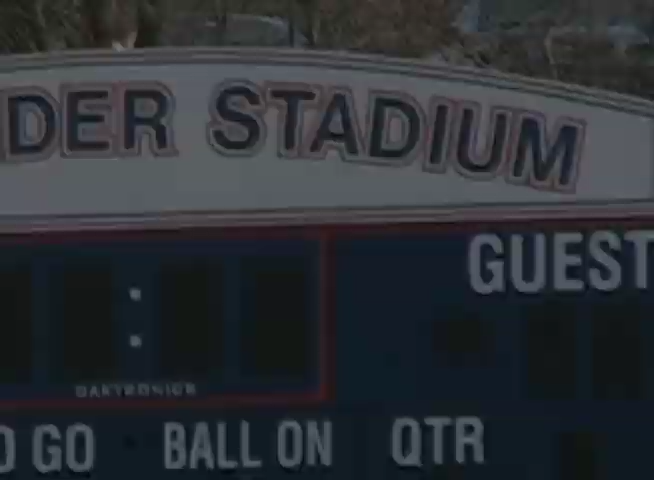 DER STADIUM
GUEST
DAKTRONICS
O GO BALL ON QTR